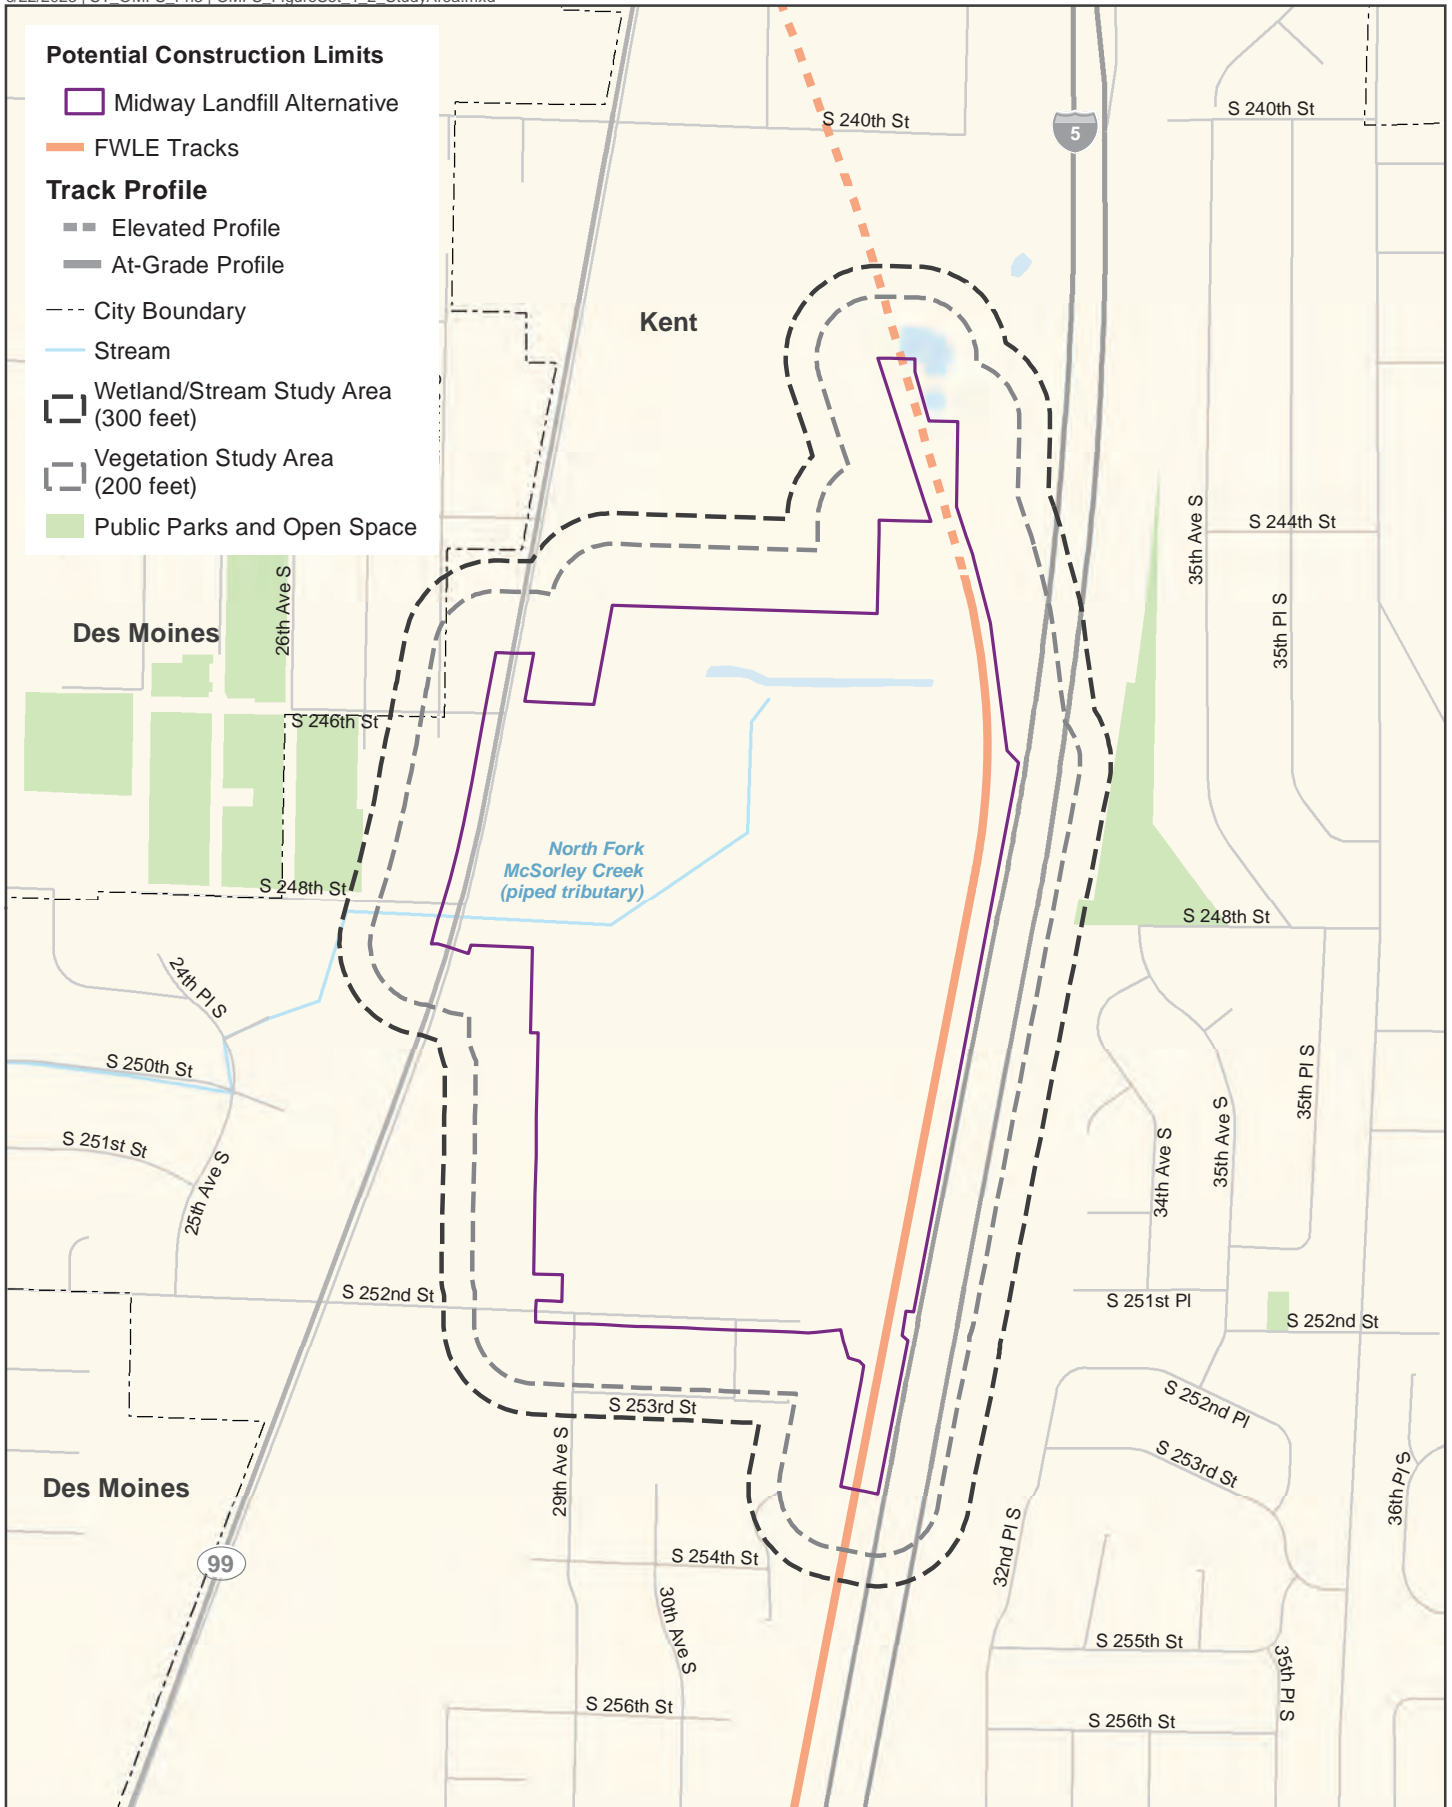 Potential Construction Limits
Midway Landfill Alternative
FWLE Tracks
Track Profile
Elevated Profile
At-Grade Profile
City Boundary
Stream
Wetland/Stream Study Area
(300 feet)
Vegetation Study Area
(200 feet)
Public Parks and Open Space
S 240th St
5
S 240th St
Kent
35th Ave S
S 244th St
26th Ave S
Des Moines
35th Pl S
S 246th St
North Fork
McSorley Creek
(piped tributary)
S 248th St
S 248th St
24th Pl S
S 250th St
35th Pl S
S 251st St
25th Ave S
34th Ave S
35th Ave S
S 252nd St
S 251st Pl
S 252nd St
S 253rd St
S 252nd Pl
29th Ave S
S 253rd St
Des Moines
36th Pl S
99
S 254th St
32nd Pl S
30th Ave S
S 255th St
35th Pl S
S 256th St
S 256th St